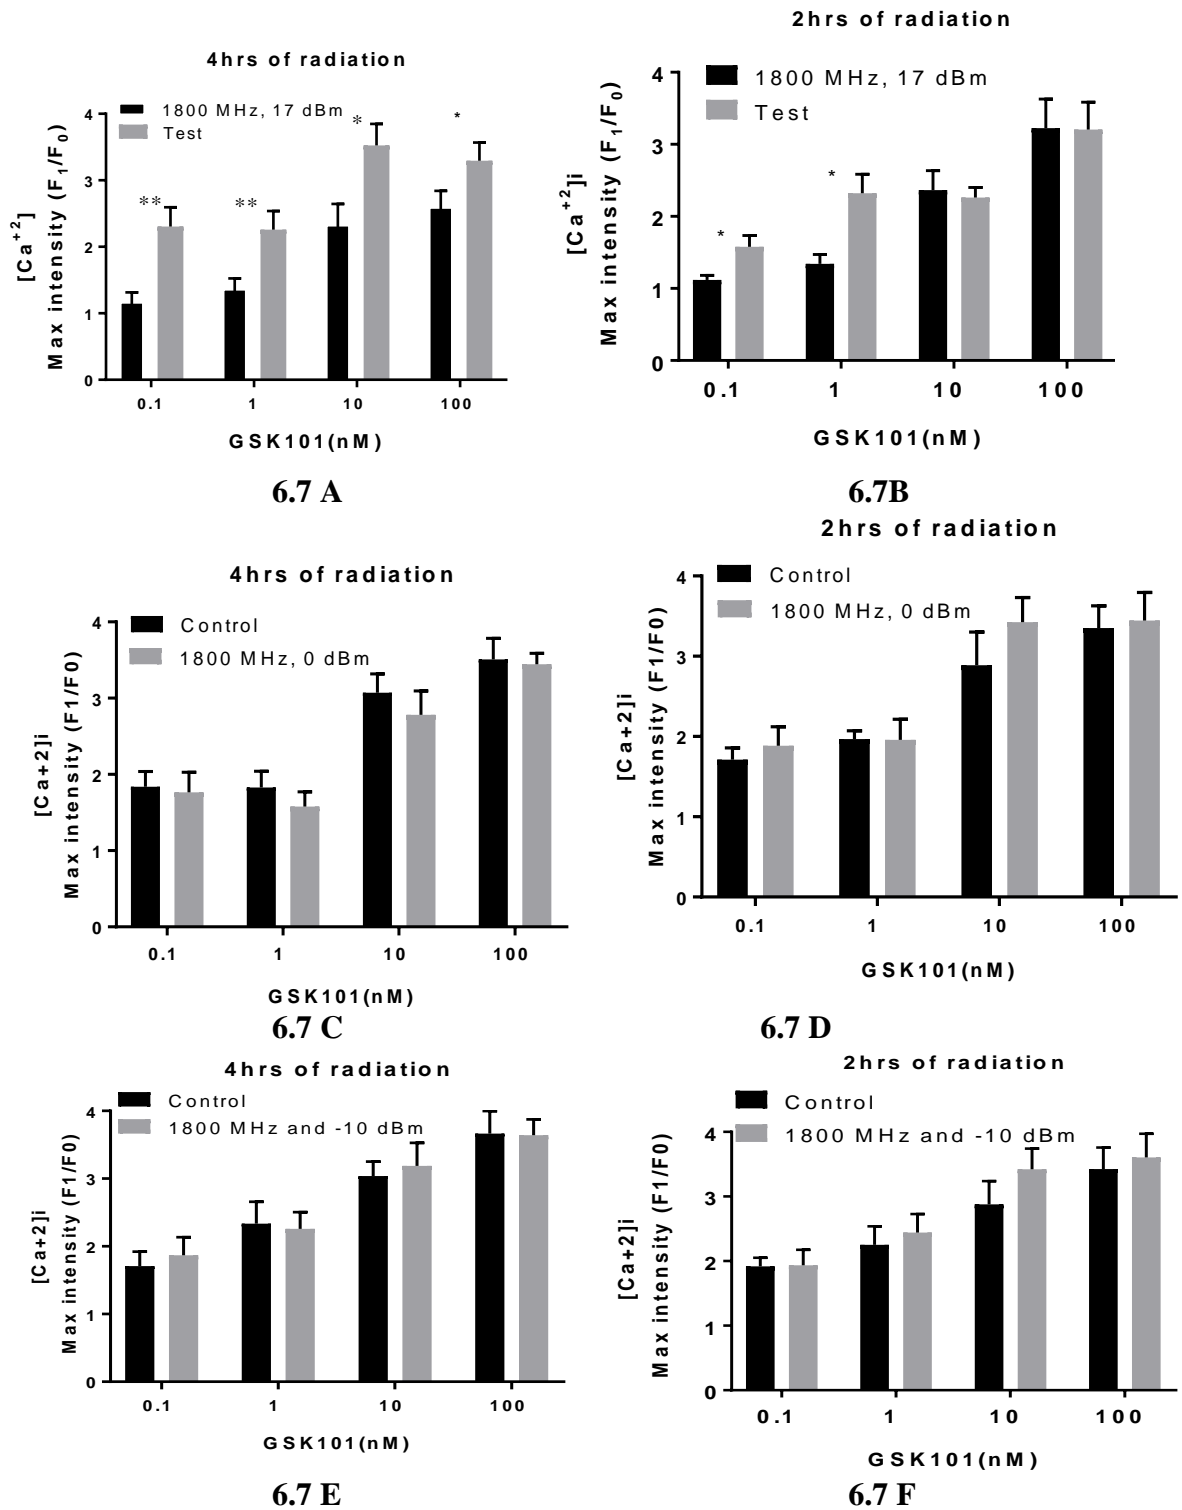 4hrs of radiation
1800 MHz, 17 dBm
Test
[Ca+2]
Max intensity (F1/F0)
4
3
2
1
0
**
**
*
*
0.1 1 10 100
GSK101(nM)
6.7 A
2hrs of radiation
1800 MHz, 17 dBm
Test
[Ca+2]i
Max intensity (F1/F0)
4
3
2
1
0
*
*
0.1 1 10 100
GSK101(nM)
6.7B
4hrs of radiation
Control
1800 MHz, 0 dBm
[Ca+2]i
Max intensity (F1/F0)
4
3
2
1
0
0.1 1 10 100
GSK101(nM)
6.7 C
2hrs of radiation
Control
1800 MHz, 0 dBm
[Ca+2]i
Max intensity (F1/F0)
4
3
2
1
0
0.1 1 10 100
GSK101(nM)
6.7 D
4hrs of radiation
Control
1800 MHz and -10 dBm
[Ca+2]i
Max intensity (F1/F0)
4
3
2
1
0
0.1 1 10 100
GSK101(nM)
6.7 E
2hrs of radiation
Control
1800 MHz and -10 dBm
[Ca+2]i
Max intensity (F1/F0)
4
3
2
1
0
0.1 1 10 100
GSK101(nM)
6.7 F